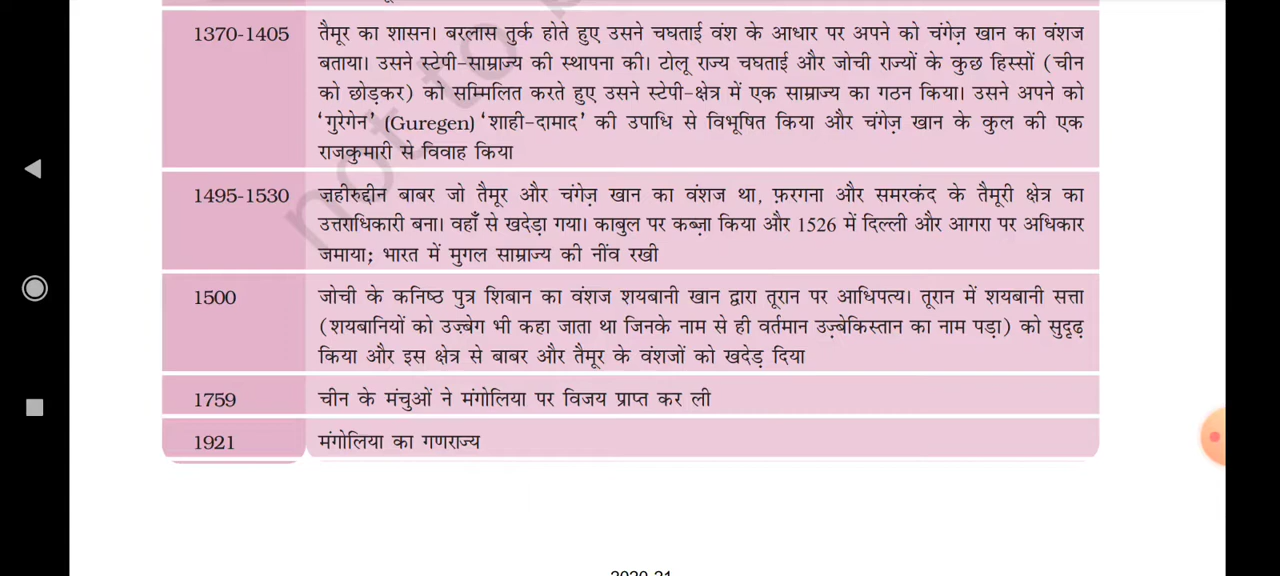 1370-1405 तैमूर का शासन। बरलास तुर्क होते हुए उसने चघताई वंश के आधार पर अपने को चंगेज़ खान का वंशज
बताया। उसने स्टेपी-साम्राज्य की स्थापना की। टोलू राज्य चघताई और जोची राज्यों के कुछ हिस्सों (चीन
को छोड़कर) को सम्मिलित करते हुए उसने स्टेपी-क्षेत्र में एक साम्राज्य का गठन किया। उसने अपने को
‘गुरेगेन’ (Guregen) ‘शाही-दामाद’ की उपाधि से विभूषित किया और चंगेज़ खान के कुल की एक
राजकुमारी से विवाह किया
1495-1530 ज़हीरुद्दीन बाबर जो तैमूर और चंगेज़ खान का वंशज था, फ़रगना और समरकंद के तैमूरी क्षेत्र का
उत्तराधिकारी बना। वहाँ से खदेड़ा गया। काबुल पर कब्ज़ा किया और 1526 में दिल्ली और आगरा पर अधिकार
जमाया; भारत में मुगल साम्राज्य की नींव रखी
1500 जोची के कनिष्ठ पुत्र शिबान का वंशज शयबानी खान द्वारा तूरान पर आधिपत्य। तूरान में शयबानी सत्ता
(शयबानियों को उज़्बेग भी कहा जाता था जिनके नाम से ही वर्तमान उज़्बेकिस्तान का नाम पड़ा) को सुदृढ़
किया और इस क्षेत्र से बाबर और तैमूर के वंशजों को खदेड़ दिया
1759 चीन के मंचुओं ने मंगोलिया पर विजय प्राप्त कर ली
1921 मंगोलिया का गणराज्य
not to b
2020-21